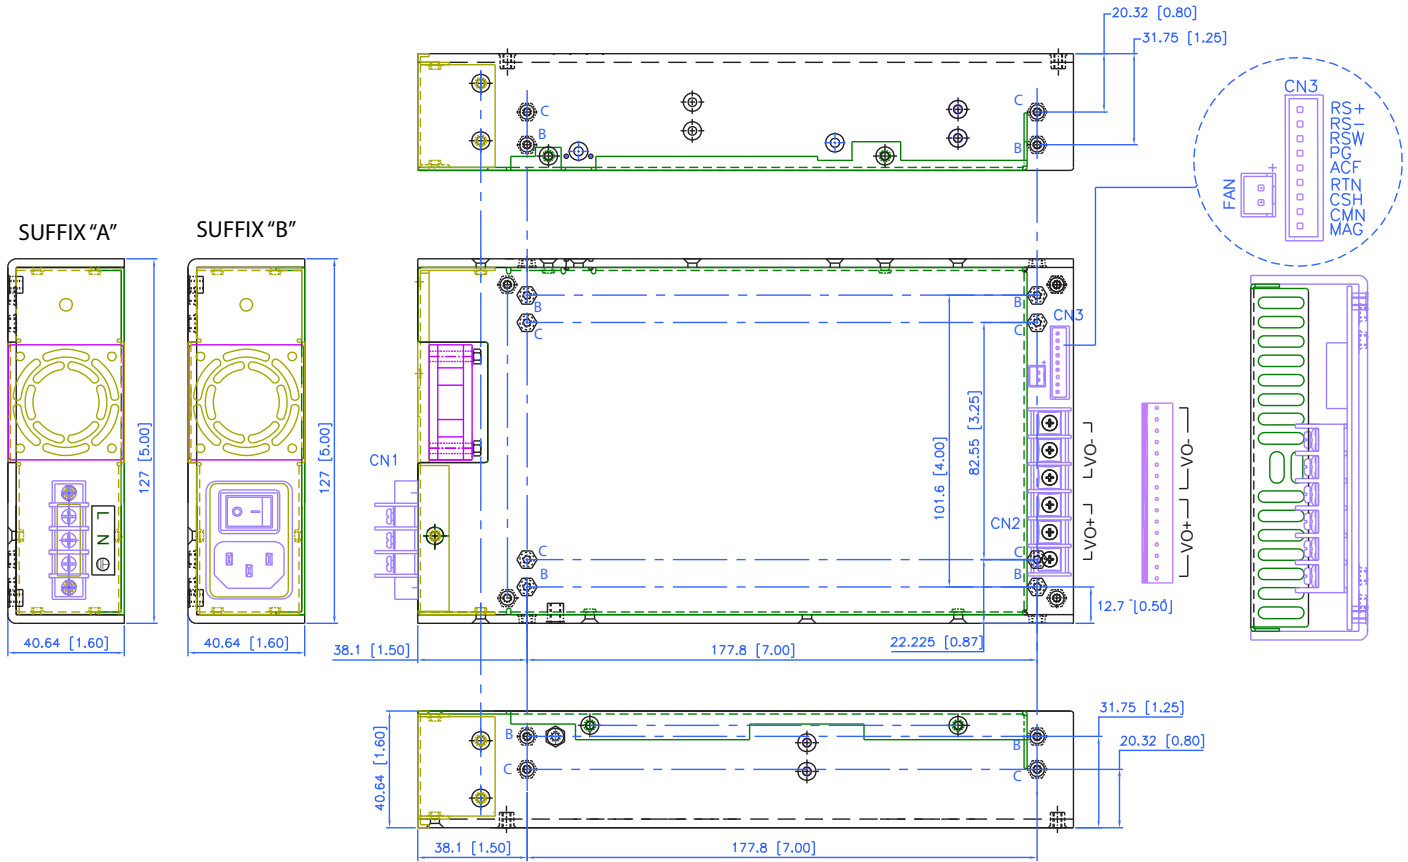 20.32 [0.80]
31.75 [1.25]
C
B
C
B
CN3
RS+
RS-
RSW
PG
ACF
RTN
CSH
CMN
MAG
FAN
+
SUFFIX "A"
SUFFIX "B"
127 [5.00]
L N
40.64 [1.60]
127 [5.00]
40.64 [1.60]
CN1
B
C
B
C
CN3
+
101.6 [4.00]
82.55 [3.25]
VO-
VO+
CN2
C
B
C
B
VO-
VO+
12.7 [0.50]
22.225 [0.87]
38.1 [1.50]
177.8 [7.00]
40.64 [1.60]
B
C
B
C
31.75 [1.25]
20.32 [0.80]
38.1 [1.50]
177.8 [7.00]